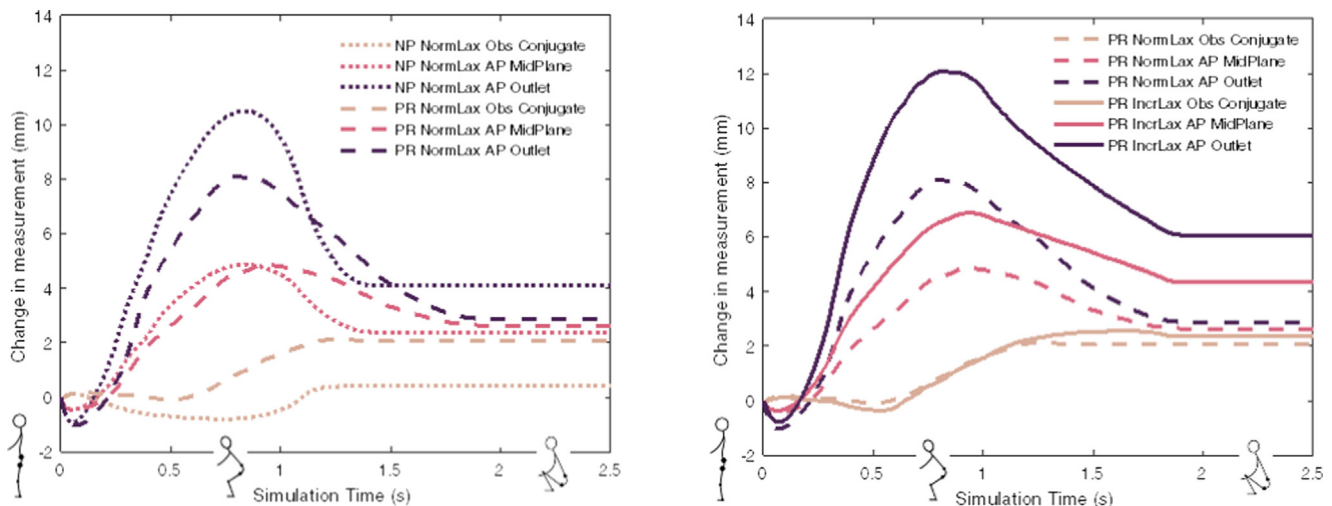 14
12
10
8
6
4
2
0
-2
Change in measurement (mm)
NP NormLax Obs Conjugate
NP NormLax AP MidPlane
NP NormLax AP Outlet
PR NormLax Obs Conjugate
PR NormLax AP MidPlane
PR NormLax AP Outlet
0 0.5 1 1.5 2 2.5
Simulation Time (s)
14
12
10
8
6
4
2
0
-2
Change in measurement (mm)
PR NormLax Obs Conjugate
PR NormLax AP MidPlane
PR NormLax AP Outlet
PR IncrLax Obs Conjugate
PR IncrLax AP MidPlane
PR IncrLax AP Outlet
0 0.5 1 1.5 2 2.5
Simulation Time (s)